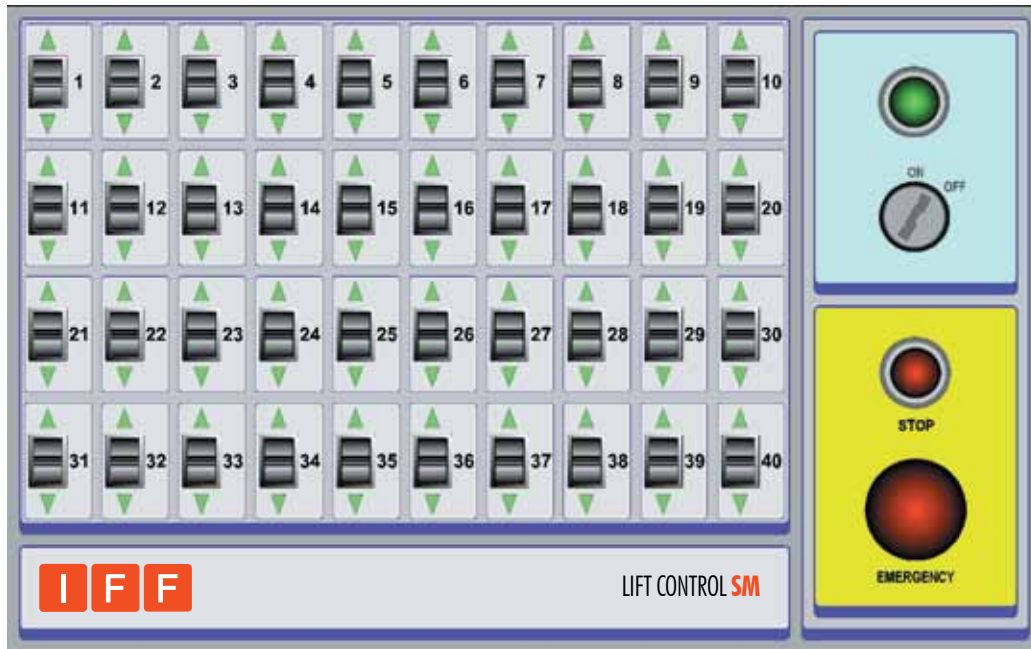 1 2 3 4 5 6 7 8 9 10
11 12 13 14 15 16 17 18 19 20
21 22 23 24 25 26 27 28 29 30
31 32 33 34 35 36 37 38 39 40
ON
OFF
STOP
EMERGENCY
IFF
LIFT CONTROL SM